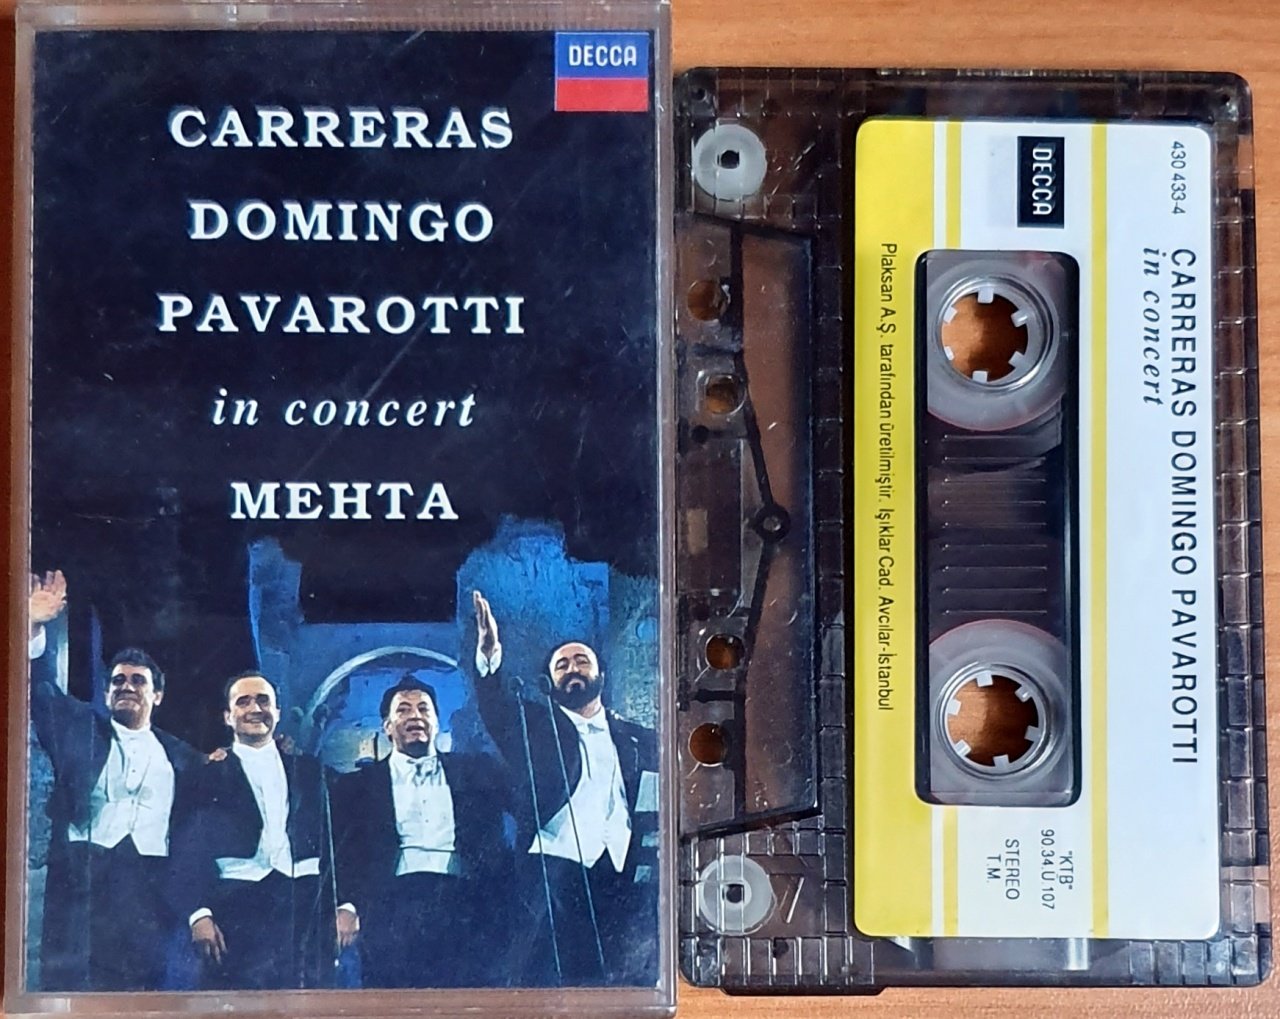 DECCA
CARRERAS
DOMINGO
PAVAROTTI
in concert
MEHTA
430 433-4
CARRERAS DOMINGO PAVAROTTI
in concert
DECCA
"KTB"
90.34.Ü.107
STEREO
T.M.
Plaksan A.Ş. tarafından üretilmiştir. Işıklar Cad. Avcılar-İstanbul